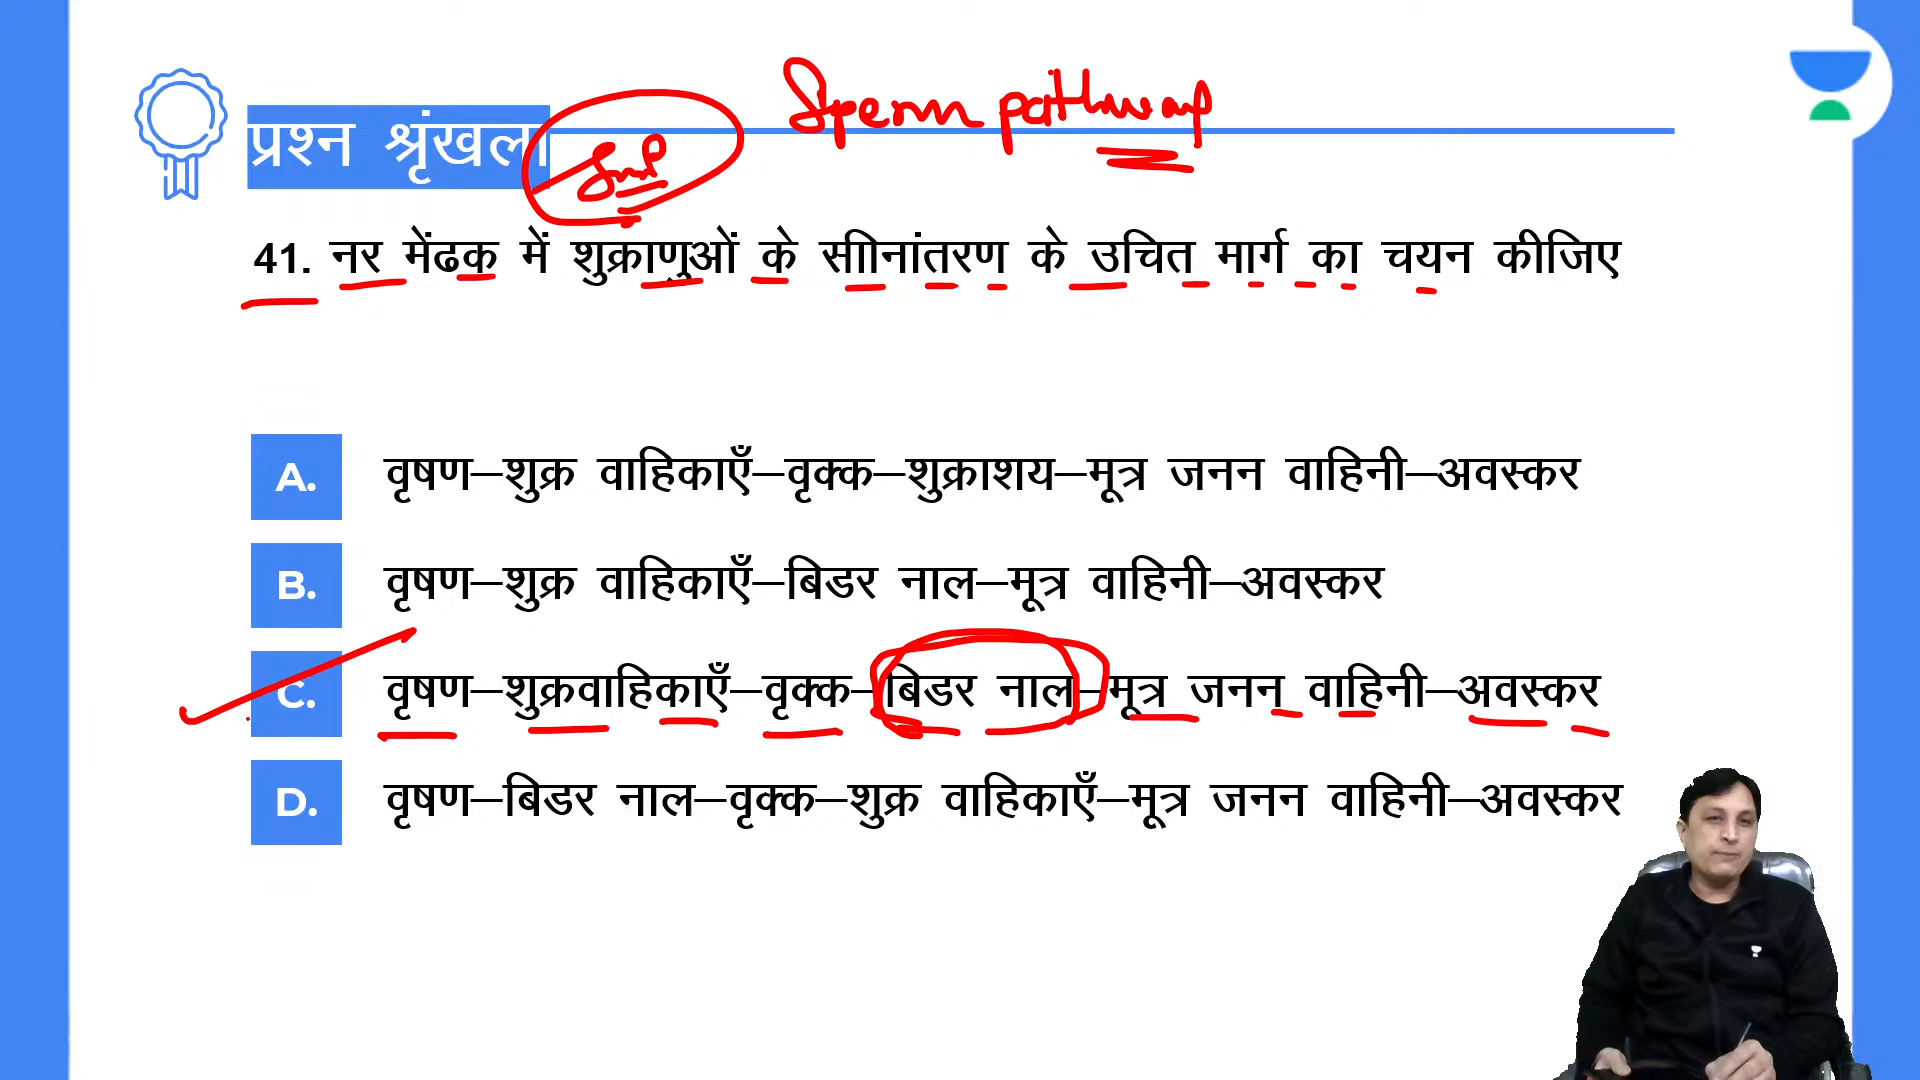 Sperm pathway
प्रश्न श्रृंखला
Imp
41. नर मेंढक में शुक्राणुओं के साीनांतरण के उचित मार्ग का चयन कीजिए
A. वृषण–शुक्र वाहिकाएँ–वृक्क–शुक्राशय–मूत्र जनन वाहिनी–अवस्कर
B. वृषण–शुक्र वाहिकाएँ–बिडर नाल–मूत्र वाहिनी–अवस्कर
C. वृषण–शुक्रवाहिकाएँ–वृक्क–बिडर नाल–मूत्र जनन वाहिनी–अवस्कर
D. वृषण–बिडर नाल–वृक्क–शुक्र वाहिकाएँ–मूत्र जनन वाहिनी–अवस्कर